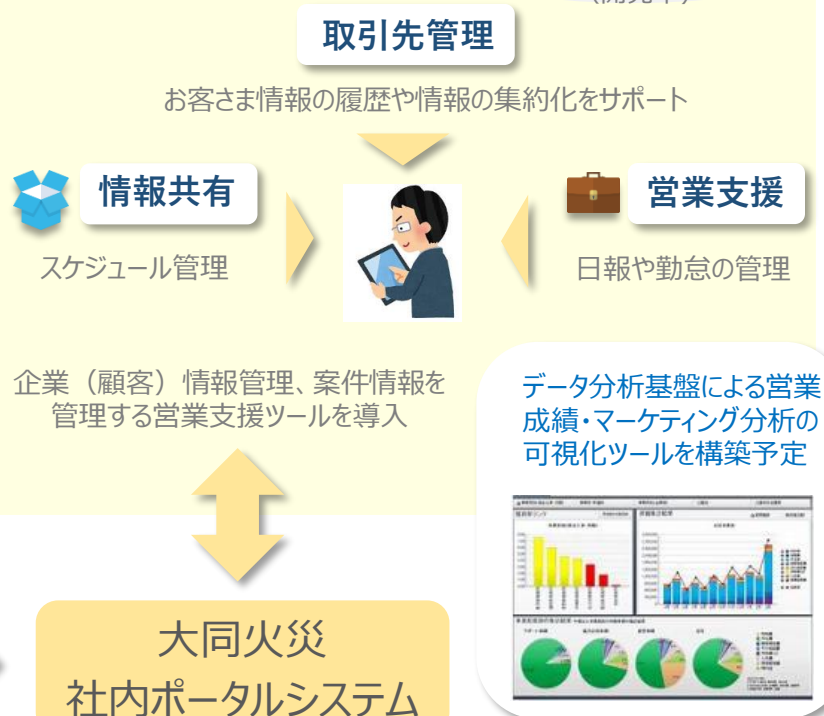 取引先管理
お客さま情報の履歴や情報の集約化をサポート
情報共有
営業支援
スケジュール管理
日報や勤怠の管理
企業（顧客）情報管理、案件情報を
管理する営業支援ツールを導入
データ分析基盤による営業
成績・マーケティング分析の
可視化ツールを構築予定
大同火災
社内ポータルシステム